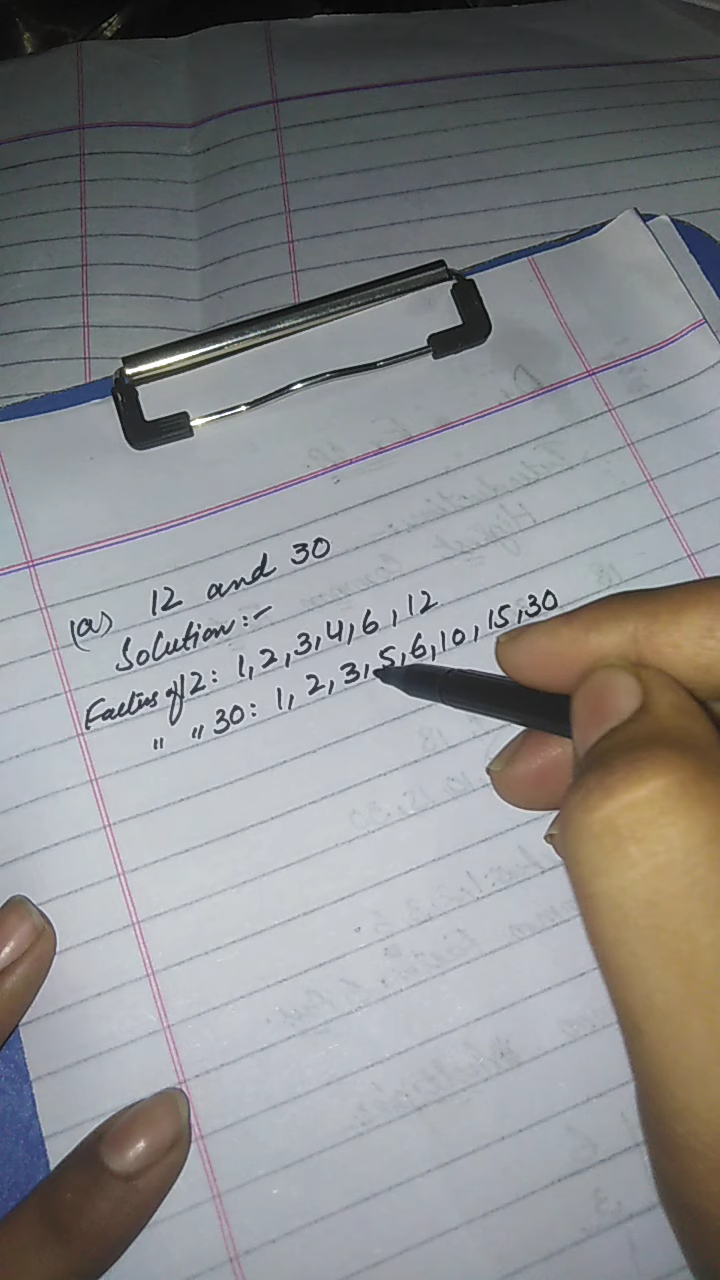 (a) 12 and 30
Solution:-
Factors of 12: 1, 2, 3, 4, 6, 12
" " 30: 1, 2, 3, 5, 6, 10, 15, 30